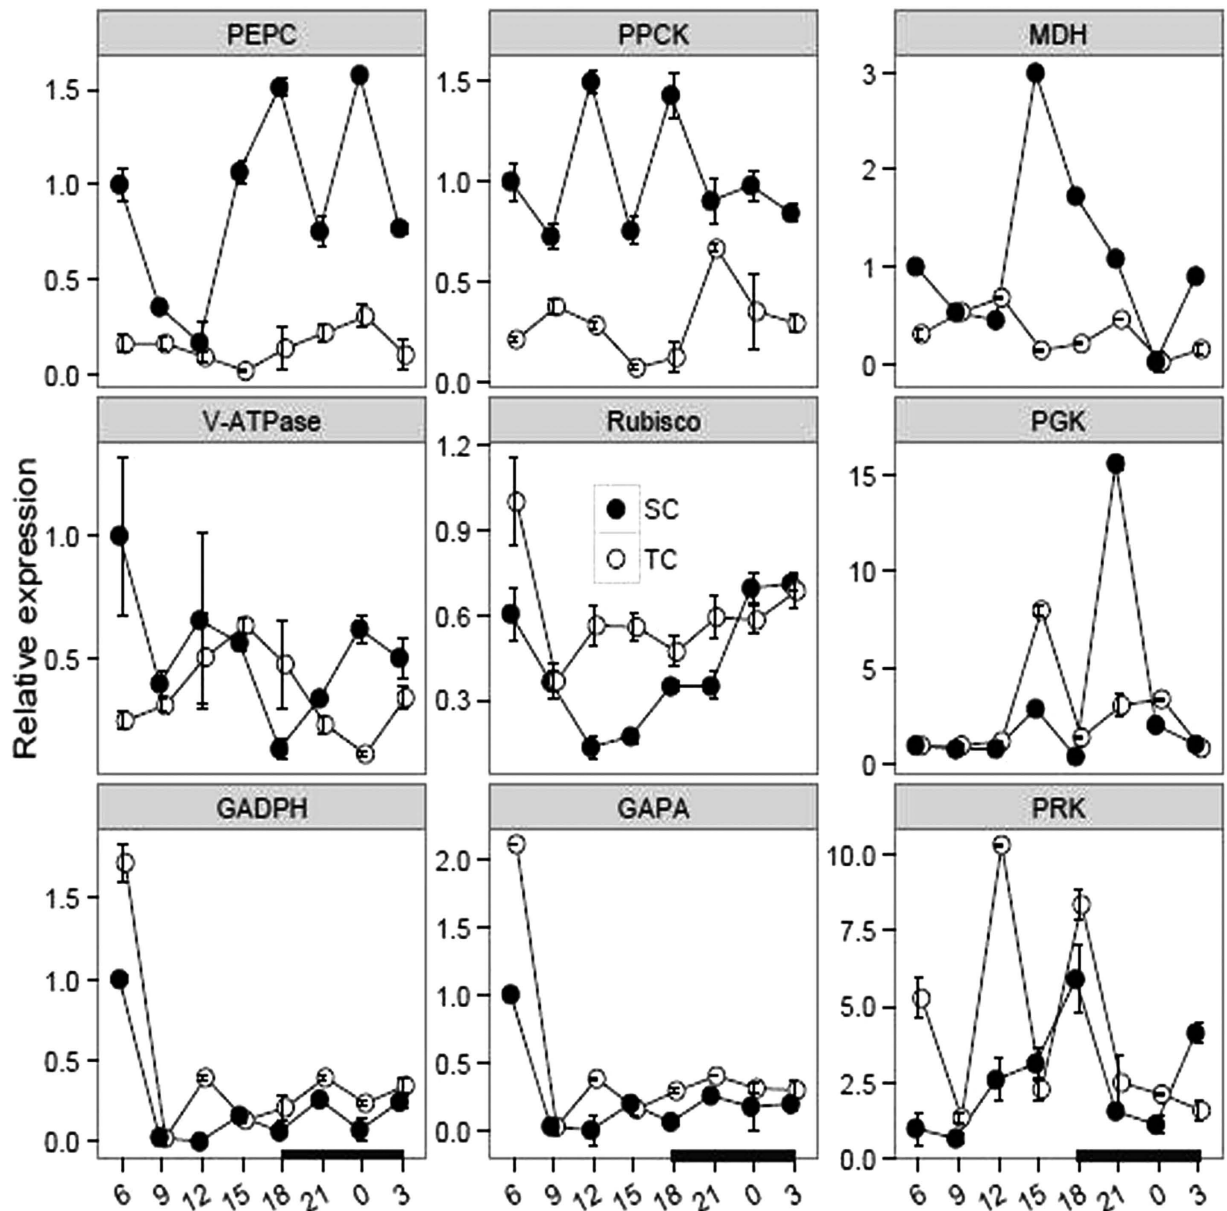 PEPC PPCK MDH
1.5 1.5 3
1.0 1.0 2
0.5 0.5 1
0.0 0.0 0
V-ATPase Rubisco PGK
Relative expression
1.0 1.2 15
0.5 0.9 10
0.6 5
0.3 0
SC
TC
GADPH GAPA PRK
1.5 2.0 10.0
1.0 1.5 7.5
0.5 1.0 5.0
0.0 0.5 2.5
0.0 0.0
6 9 12 15 18 21 0 3 6 9 12 15 18 21 0 3 6 9 12 15 18 21 0 3